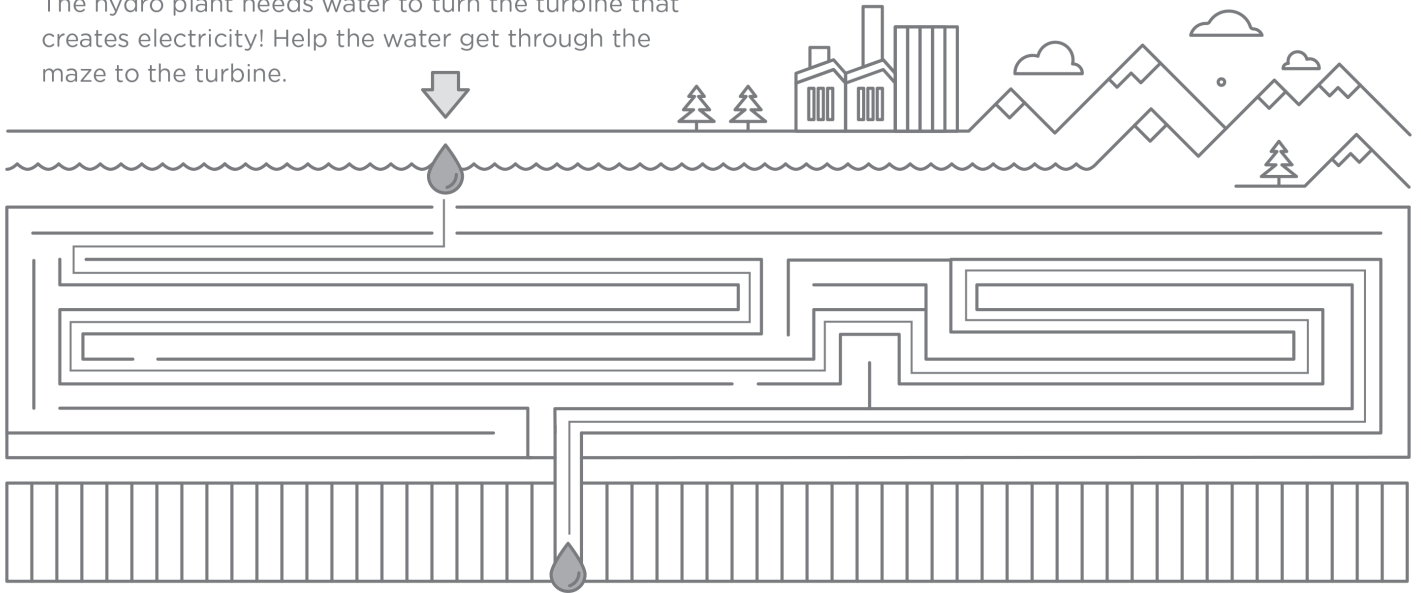 The hydro plant needs water to turn the turbine that
creates electricity! Help the water get through the
maze to the turbine.